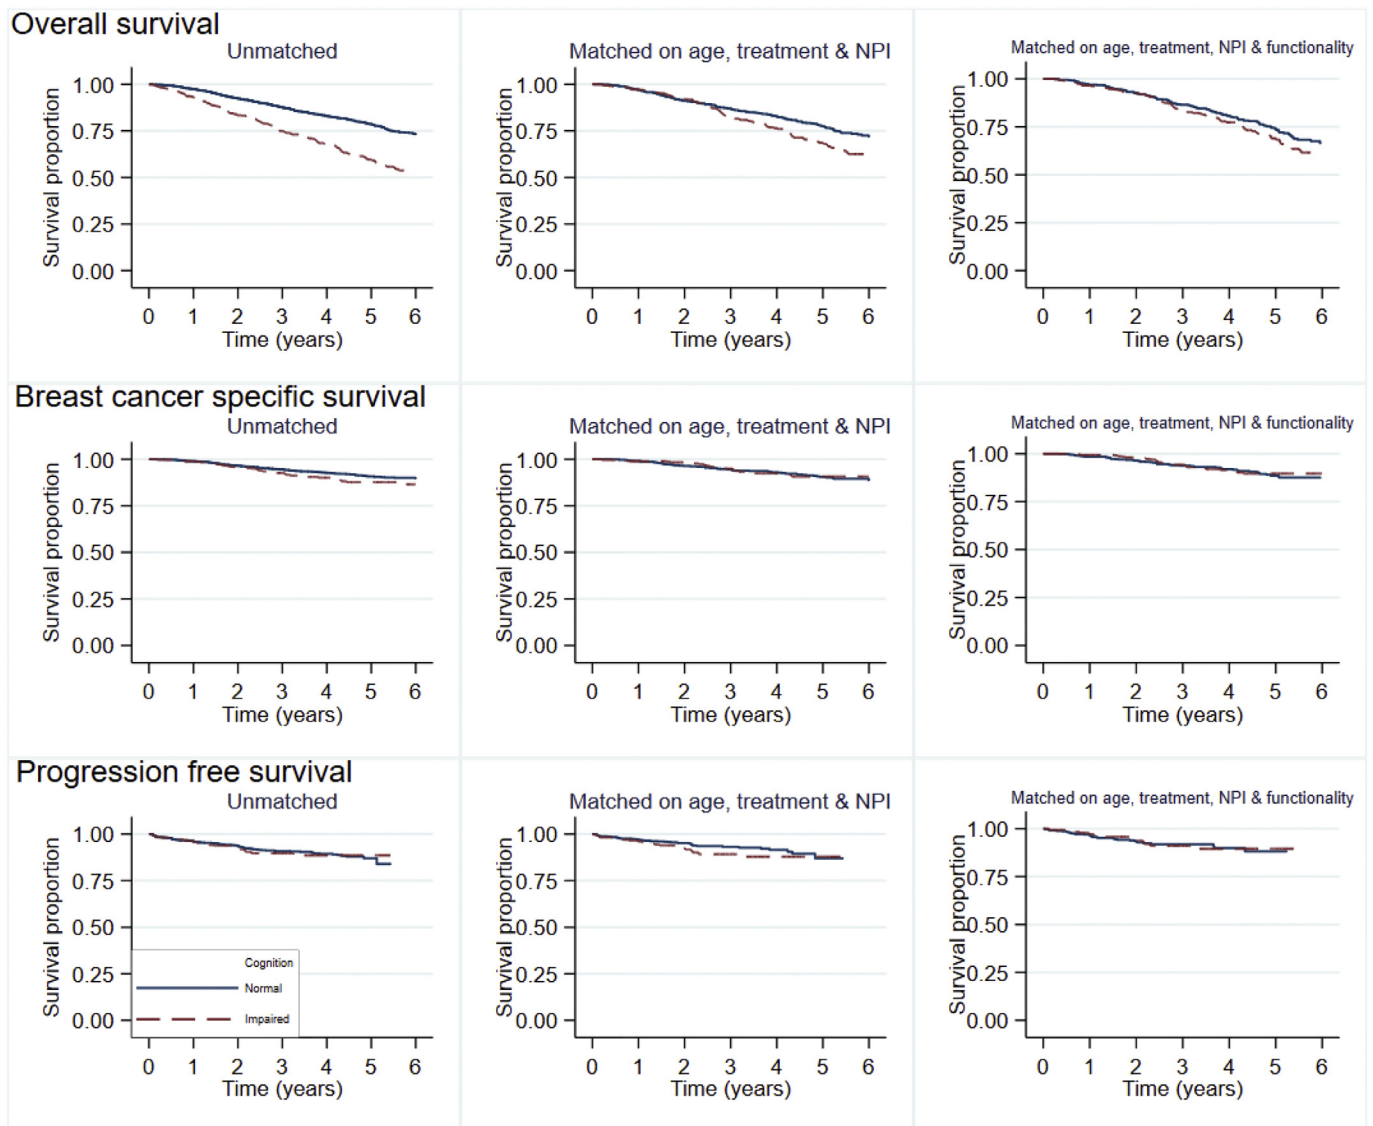 Overall survival
Unmatched
Survival proportion
1.00
0.75
0.50
0.25
0.00
0 1 2 3 4 5 6
Time (years)
Matched on age, treatment & NPI
Survival proportion
1.00
0.75
0.50
0.25
0.00
0 1 2 3 4 5 6
Time (years)
Matched on age, treatment, NPI & functionality
Survival proportion
1.00
0.75
0.50
0.25
0.00
0 1 2 3 4 5 6
Time (years)
Breast cancer specific survival
Unmatched
Survival proportion
1.00
0.75
0.50
0.25
0.00
0 1 2 3 4 5 6
Time (years)
Matched on age, treatment & NPI
Survival proportion
1.00
0.75
0.50
0.25
0.00
0 1 2 3 4 5 6
Time (years)
Matched on age, treatment, NPI & functionality
Survival proportion
1.00
0.75
0.50
0.25
0.00
0 1 2 3 4 5 6
Time (years)
Progression free survival
Unmatched
Survival proportion
1.00
0.75
0.50
0.25
0.00
Cognition
Normal
Impaired
0 1 2 3 4 5 6
Time (years)
Matched on age, treatment & NPI
Survival proportion
1.00
0.75
0.50
0.25
0.00
0 1 2 3 4 5 6
Time (years)
Matched on age, treatment, NPI & functionality
Survival proportion
1.00
0.75
0.50
0.25
0.00
0 1 2 3 4 5 6
Time (years)